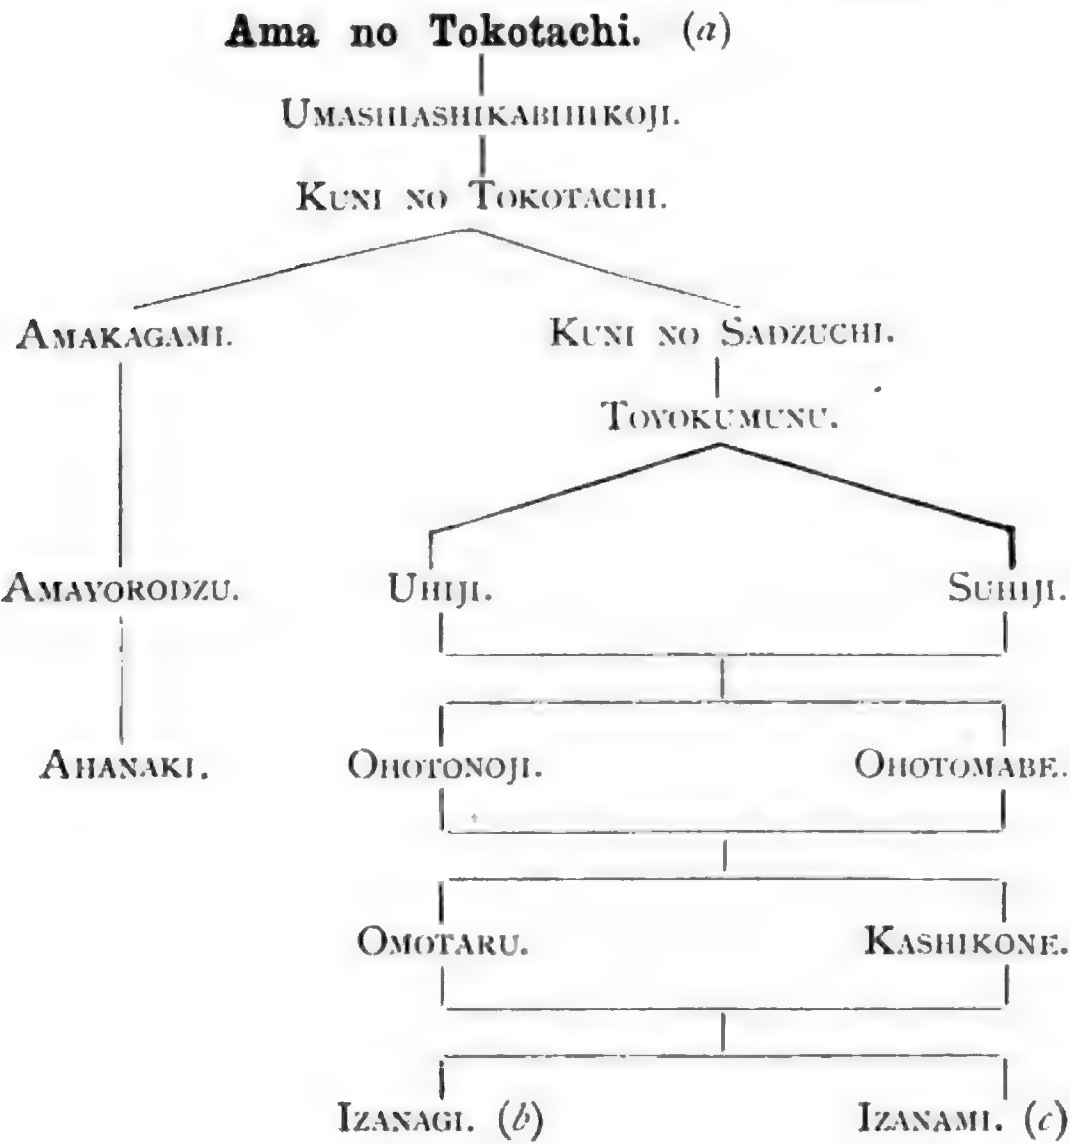 Ama no Tokotachi. (a)
UMASHIASHIKABIHIKOJI.
KUNI NO TOKOTACHI.
AMAKAGAMI. KUNI NO SADZUCHI.
TOYOKUMUNU.
AMAYORODZU. UHIJI. SUHIJI.
AHANAKI. OHOTONOJI. OHOTOMABE.
OMOTARU. KASHIKONE.
IZANAGI. (b) IZANAMI. (c)